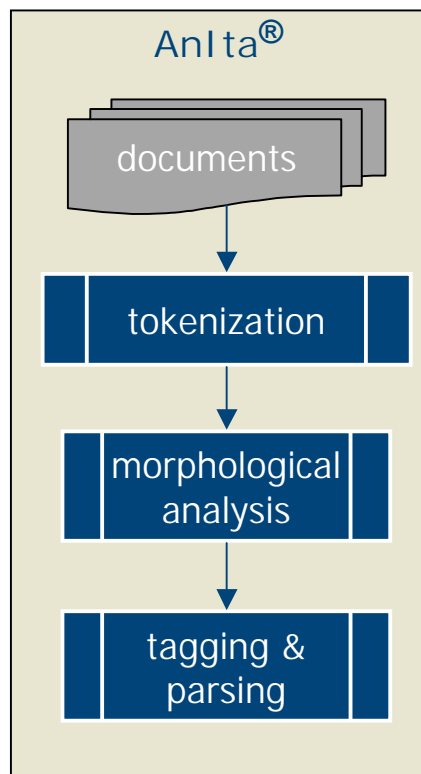 AnIta®
documents
tokenization
morphological
analysis
tagging &
parsing